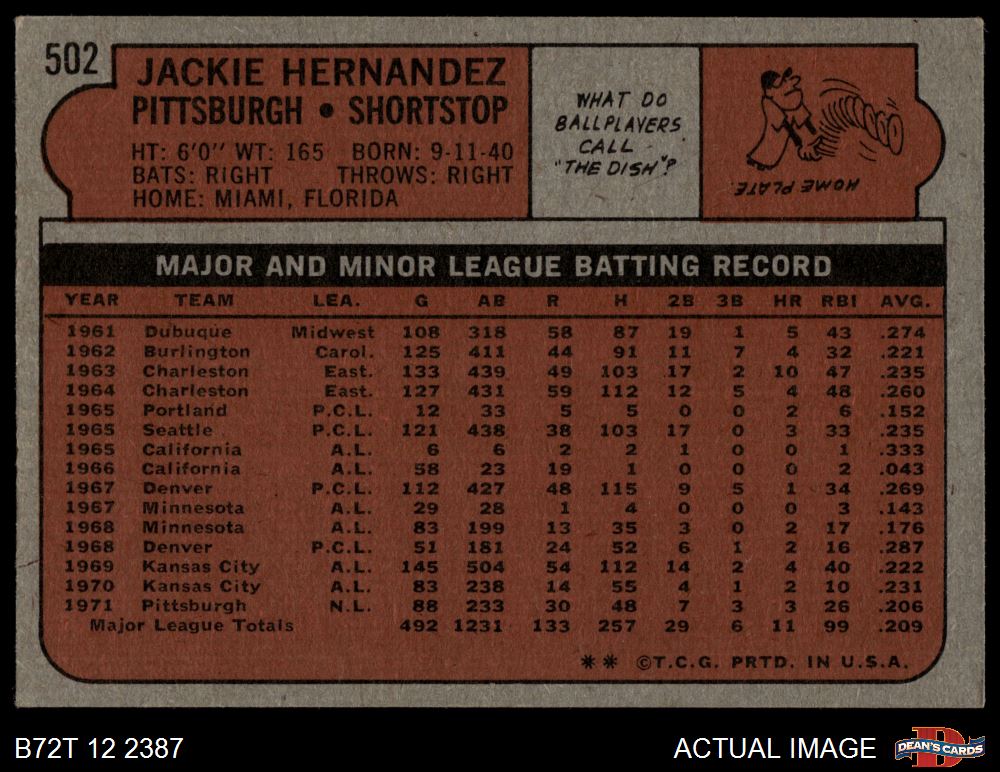 502
JACKIE HERNANDEZ
PITTSBURGH • SHORTSTOP
HT: 6'0" WT: 165 BORN: 9-11-40
BATS: RIGHT THROWS: RIGHT
HOME: MIAMI, FLORIDA
WHAT DO
BALLPLAYERS
CALL
"THE DISH"?
HOME PLATE.
MAJOR AND MINOR LEAGUE BATTING RECORD
YEAR TEAM LEA. G AB R H 2B 3B HR RBI AVG.
1961 Dubuque Midwest 108 318 58 87 19 1 5 43 .274
1962 Burlington Carol. 125 411 44 91 11 7 4 32 .221
1963 Charleston East. 133 439 49 103 17 2 10 47 .235
1964 Charleston East. 127 431 59 112 12 5 4 48 .260
1965 Portland P.C.L. 12 33 5 5 0 0 2 6 .152
1965 Seattle P.C.L. 121 438 38 103 17 0 3 33 .235
1965 California A.L. 6 6 2 2 1 0 0 1 .333
1966 California A.L. 58 23 19 1 0 0 0 2 .043
1967 Denver P.C.L. 112 427 48 115 9 5 1 34 .269
1967 Minnesota A.L. 29 28 1 4 0 0 0 3 .143
1968 Minnesota A.L. 83 199 13 35 3 0 2 17 .176
1968 Denver P.C.L. 51 181 24 52 6 1 2 16 .287
1969 Kansas City A.L. 145 504 54 112 14 2 4 40 .222
1970 Kansas City A.L. 83 238 14 55 4 1 2 10 .231
1971 Pittsburgh N.L. 88 233 30 48 7 3 3 26 .206
Major League Totals 492 1231 133 257 29 6 11 99 .209
** ©T.C.G. PRTD. IN U.S.A.
B72T 12 2387
ACTUAL IMAGE
D
DEAN'S CARDS